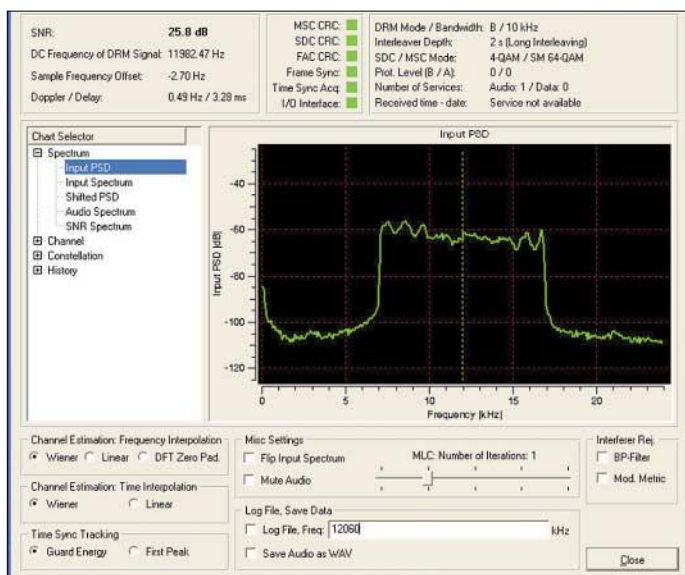 SNR: 25.8 dB
DC Frequency of DRM Signal: 11982.47 Hz
Sample Frequency Offset: -2.70 Hz
Doppler / Delay: 0.49 Hz / 3.28 ms
MSC CRC:
SDC CRC:
FAC CRC:
Frame Sync:
Time Sync Acq:
I/O Interface:
DRM Mode / Bandwidth: B / 10 kHz
Interleaver Depth: 2 s (Long Interleaving)
SDC / MSC Mode: 4-QAM / SM 64-QAM
Prot. Level (B / A): 0 / 0
Number of Services: Audio: 1 / Data: 0
Received time - date: Service not available
Chart Selector
Spectrum
Input PSD
Input Spectrum
Shifted PSD
Audio Spectrum
SNR Spectrum
Channel
Constellation
History
Input PSD
Input PSD [dB]
-40
-60
-80
-100
-120
0 5 10 15 20
Frequency [kHz]
Channel Estimation: Frequency Interpolation
Wiener Linear DFT Zero Pad.
Channel Estimation: Time Interpolation
Wiener Linear
Time Sync Tracking
Guard Energy First Peak
Misc Settings
Flip Input Spectrum
Mute Audio
MLC: Number of Iterations: 1
Log File, Save Data
Log File, Freq: 12060 kHz
Save Audio as WAV
Interferer Rej.
BP-Filter
Mod. Metric
Close